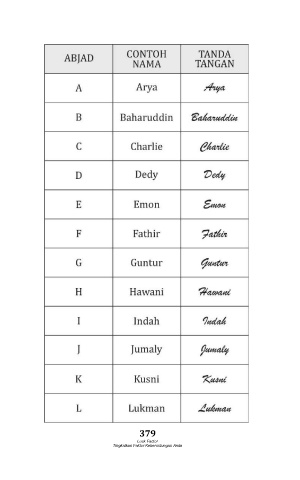 ABJAD CONTOH NAMA TANDA TANGAN
A Arya Arya
B Baharuddin Baharuddin
C Charlie Charlie
D Dedy Dedy
E Emon Emon
F Fathir Fathir
G Guntur Guntur
H Hawani Hawani
I Indah Indah
J Jumaly Jumaly
K Kusni Kusni
L Lukman Lukman
379
Luck Factor
Tingkatkan Faktor Keberuntungan Anda